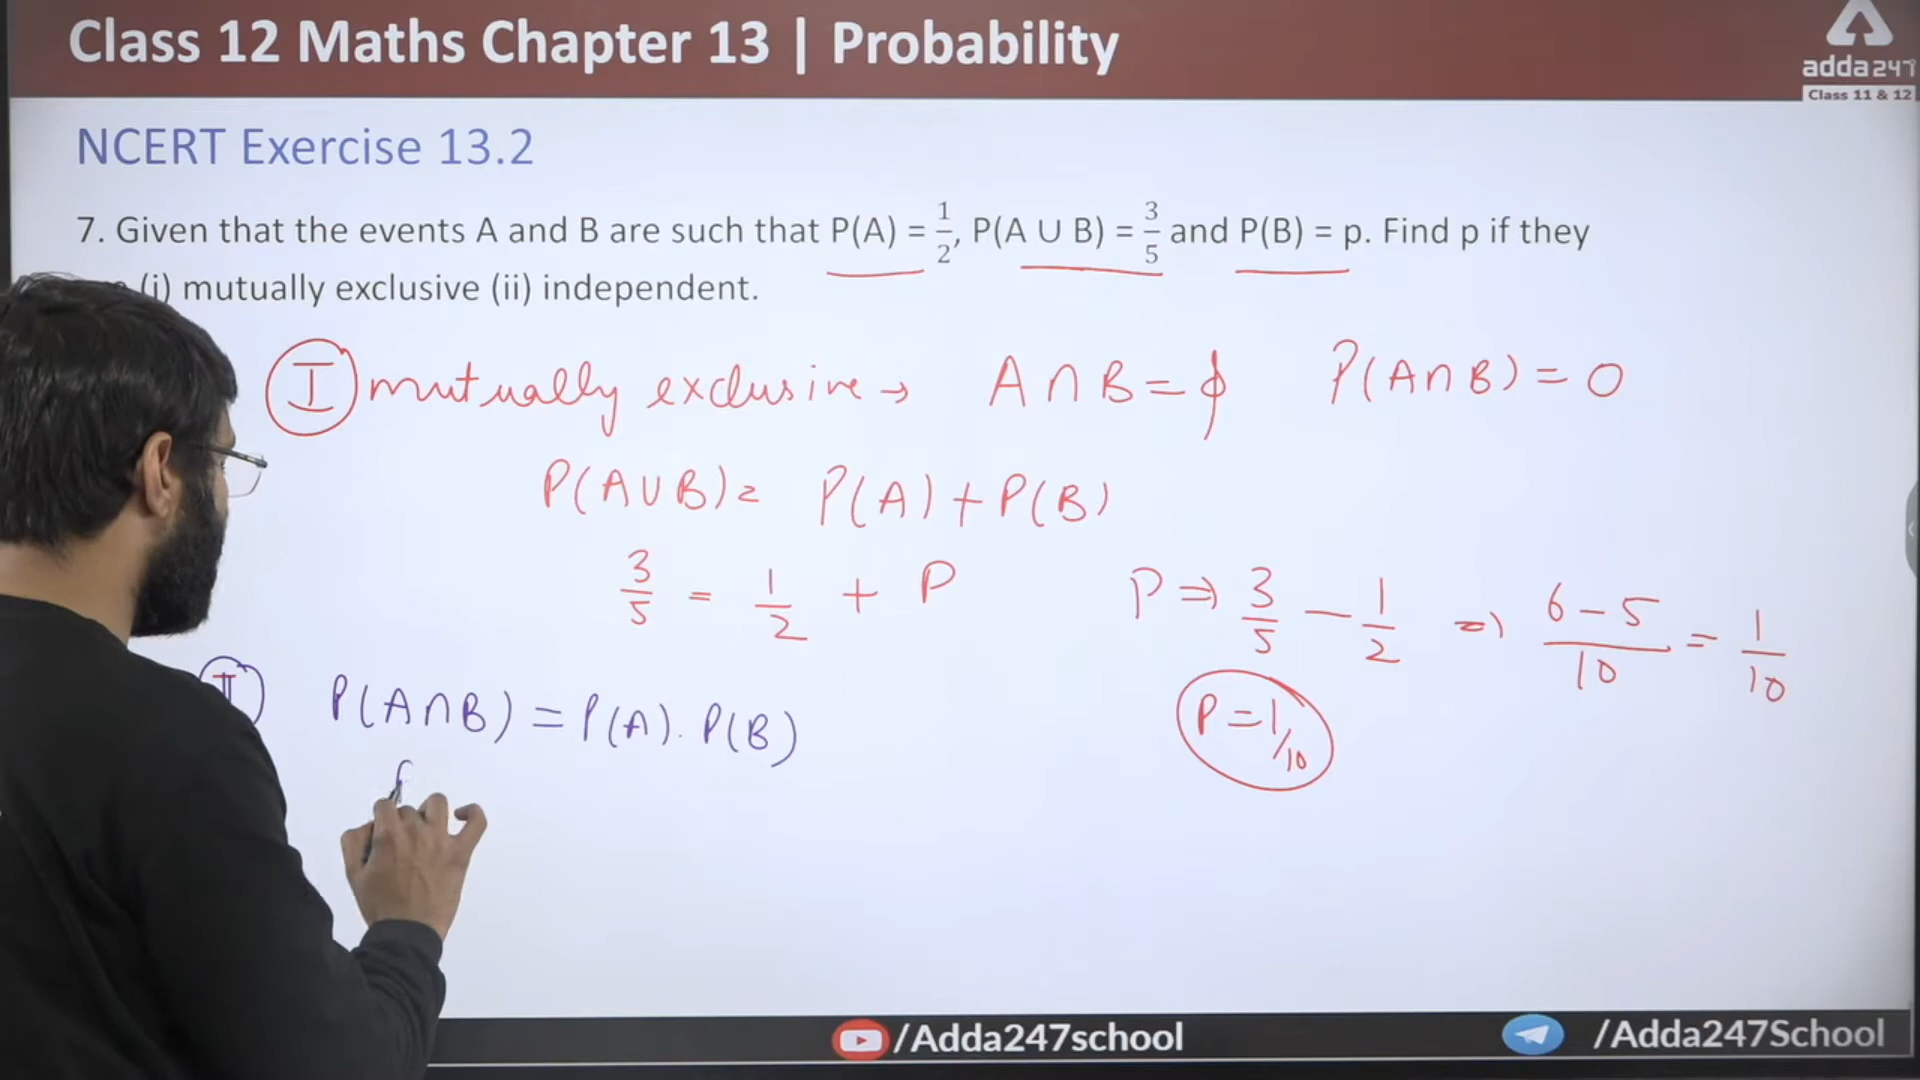 Class 12 Maths Chapter 13 | Probability
adda247
Class 11 & 12
NCERT Exercise 13.2
7. Given that the events A and B are such that P(A) = 1/2, P(A ∪ B) = 3/5 and P(B) = p. Find p if they
(i) mutually exclusive (ii) independent.
I mutually exclusive → A ∩ B = ϕ P(A ∩ B) = 0
P(A ∪ B) = P(A) + P(B)
3/5 = 1/2 + P P ⇒ 3/5 − 1/2 ⇒ (6 − 5)/10 = 1/10
II P(A ∩ B) = P(A) . P(B) P = 1/10
/Adda247school /Adda247School